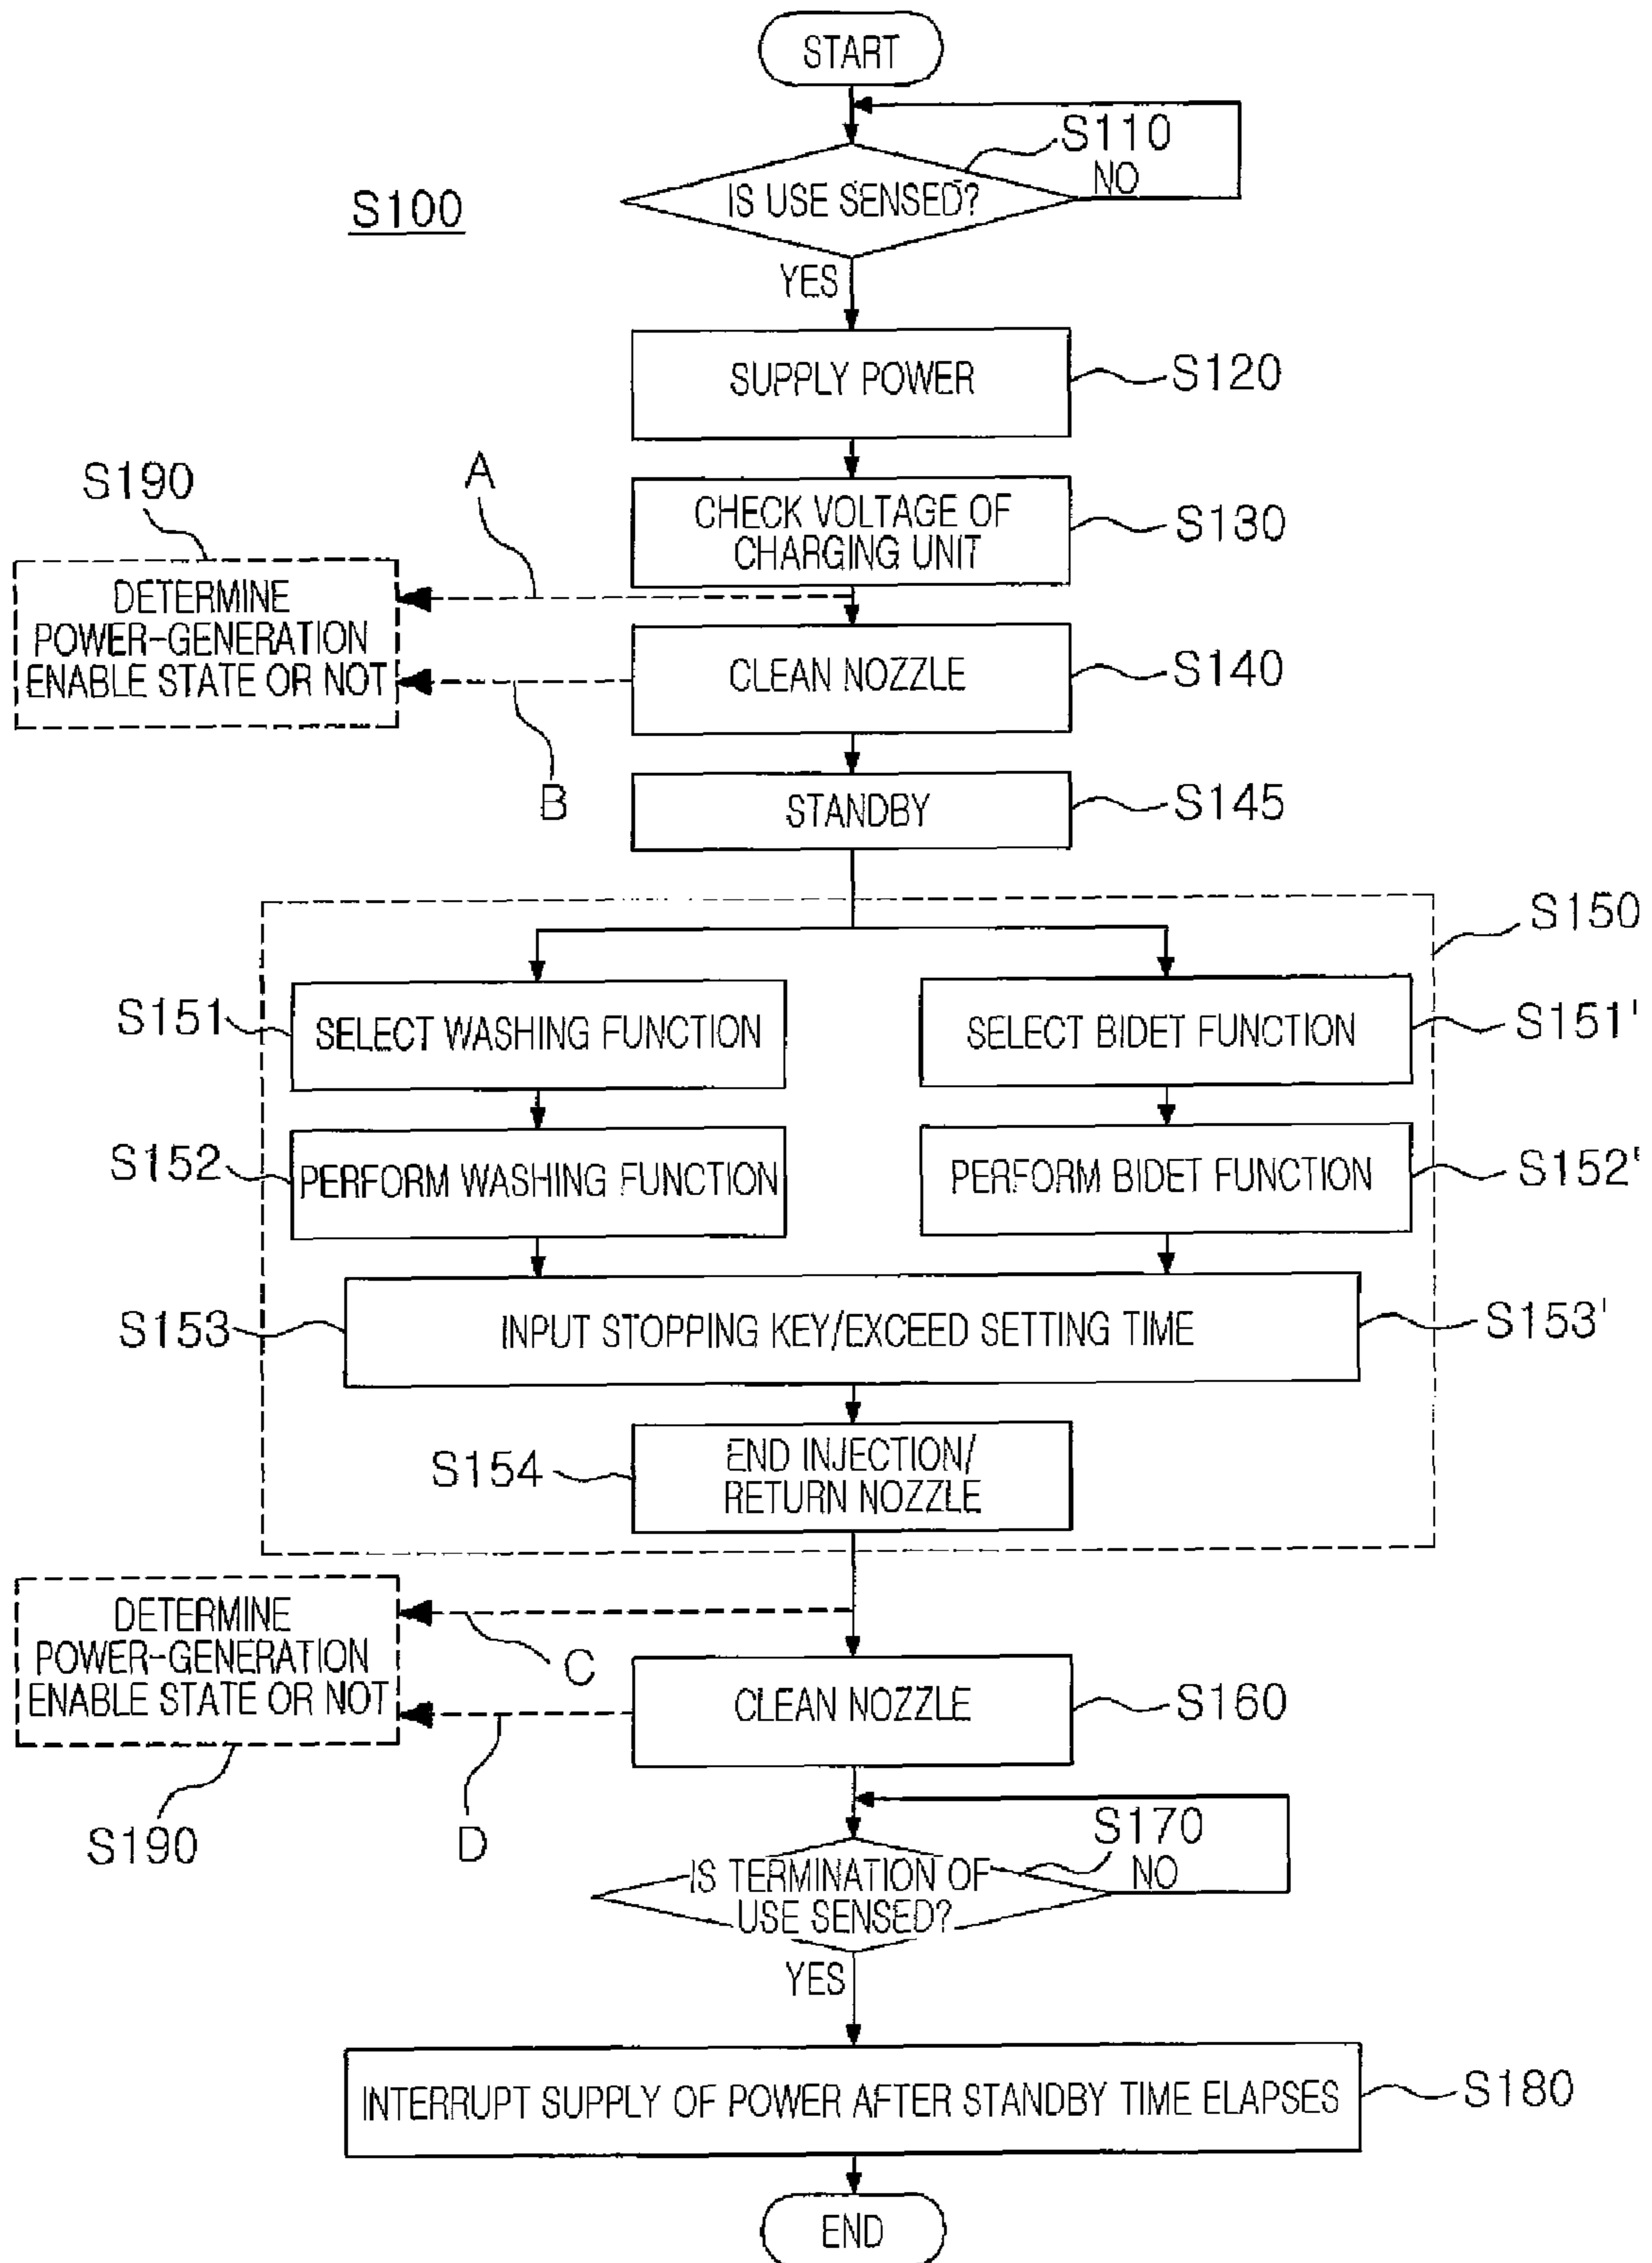 START
S110
NO
IS USE SENSED?
S100
YES
SUPPLY POWER
S120
S190
A
CHECK VOLTAGE OF
CHARGING UNIT
S130
DETERMINE
POWER-GENERATION
ENABLE STATE OR NOT
CLEAN NOZZLE
S140
B
STANDBY
S145
S150
S151
SELECT WASHING FUNCTION
SELECT BIDET FUNCTION
S151'
S152
PERFORM WASHING FUNCTION
PERFORM BIDET FUNCTION
S152'
S153
INPUT STOPPING KEY/EXCEED SETTING TIME
S153'
S154
END INJECTION/
RETURN NOZZLE
DETERMINE
POWER-GENERATION
ENABLE STATE OR NOT
C
CLEAN NOZZLE
S160
S190
D
S170
NO
IS TERMINATION OF
USE SENSED?
YES
INTERRUPT SUPPLY OF POWER AFTER STANDBY TIME ELAPSES
S180
END